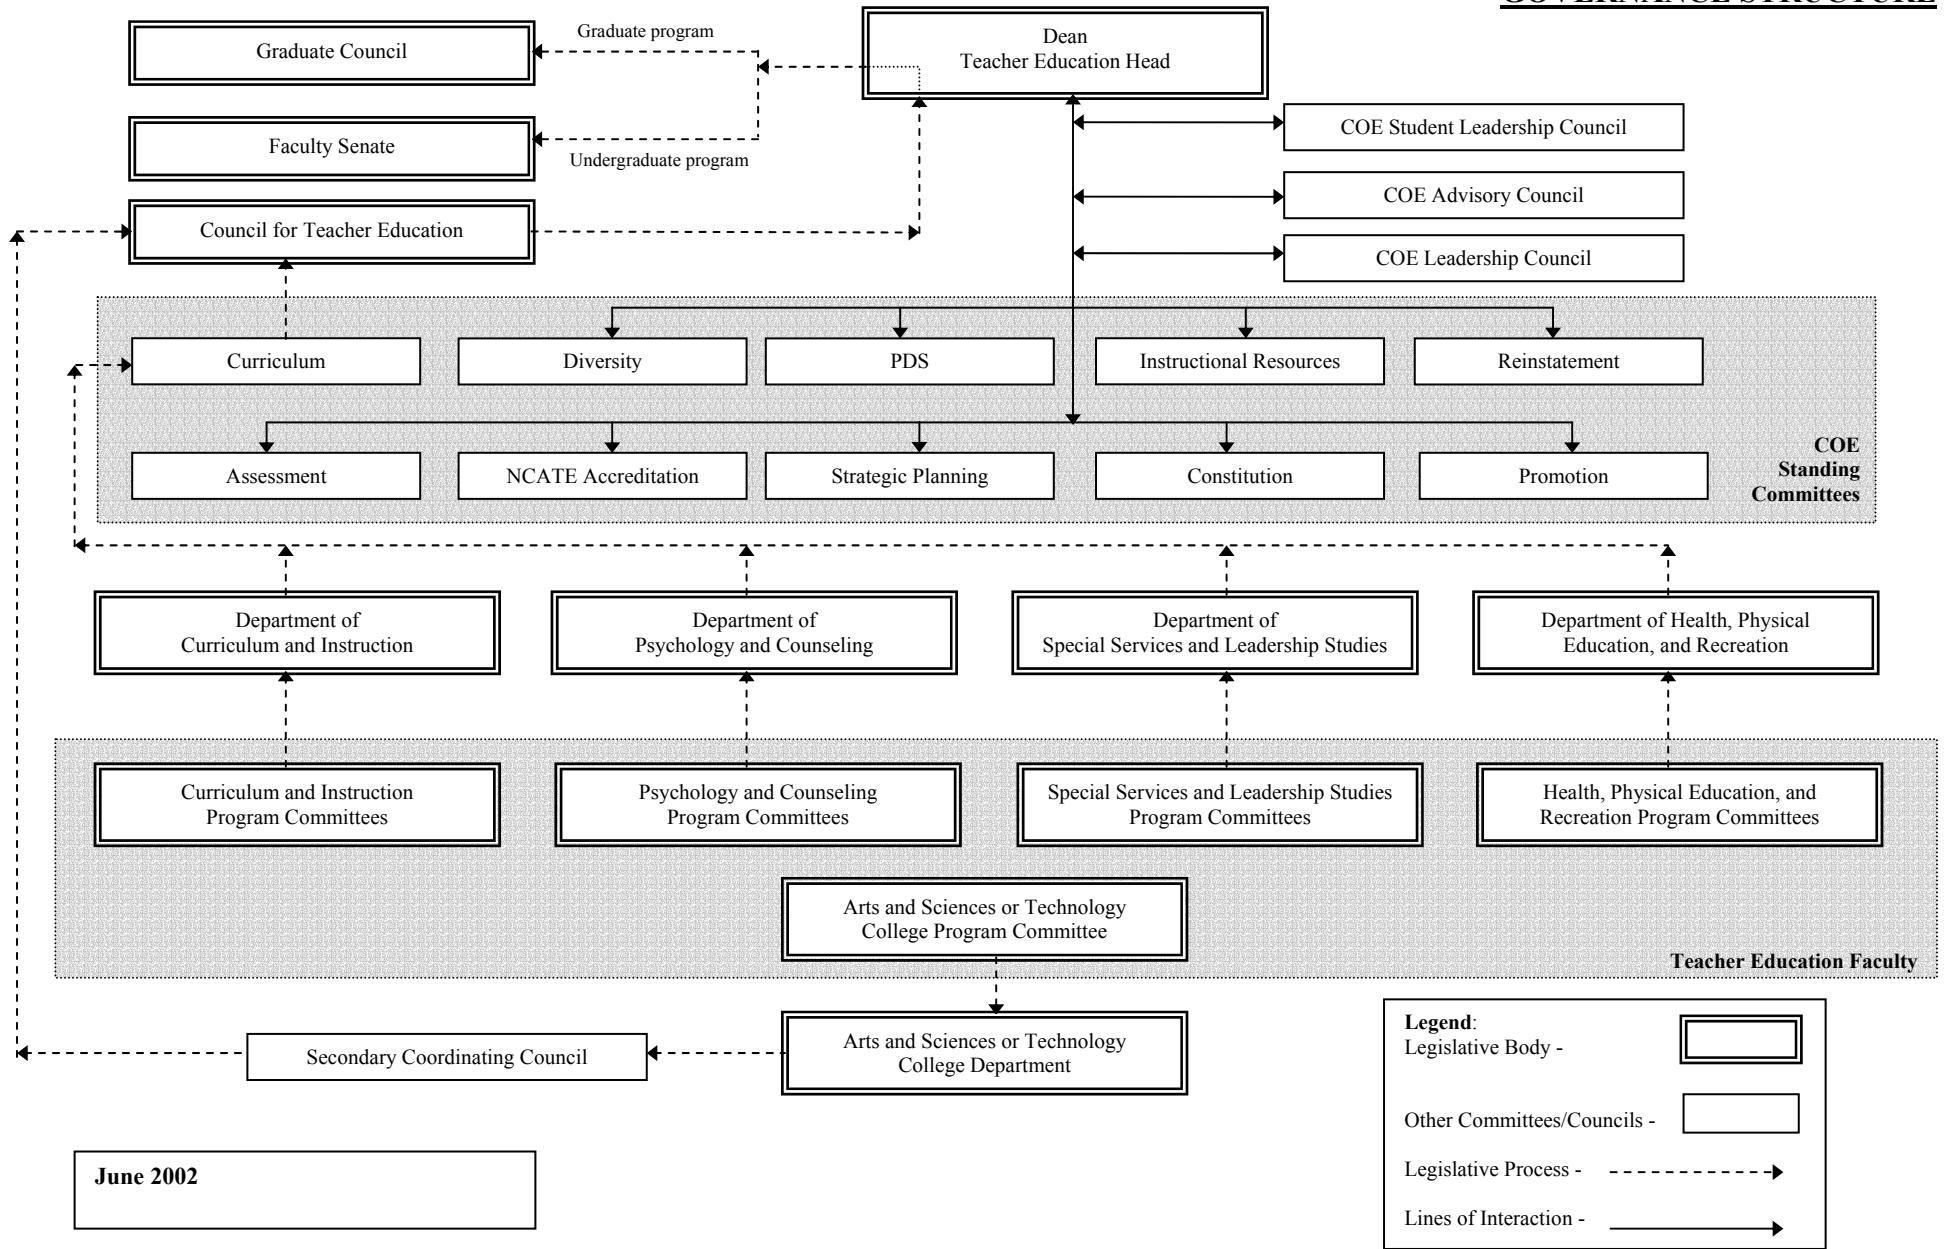 GOVERNANCE STRUCTURE
Graduate Council
Graduate program
Dean
Teacher Education Head
COE Student Leadership Council
Faculty Senate
Undergraduate program
COE Advisory Council
Council for Teacher Education
COE Leadership Council
Curriculum
Diversity
PDS
Instructional Resources
Reinstatement
Assessment
NCATE Accreditation
Strategic Planning
Constitution
Promotion
COE
Standing
Committees
Department of
Curriculum and Instruction
Department of
Psychology and Counseling
Department of
Special Services and Leadership Studies
Department of Health, Physical
Education, and Recreation
Curriculum and Instruction
Program Committees
Psychology and Counseling
Program Committees
Special Services and Leadership Studies
Program Committees
Health, Physical Education, and
Recreation Program Committees
Arts and Sciences or Technology
College Program Committee
Teacher Education Faculty
Secondary Coordinating Council
Arts and Sciences or Technology
College Department
Legend:
Legislative Body -
Other Committees/Councils -
Legislative Process -
Lines of Interaction -
June 2002